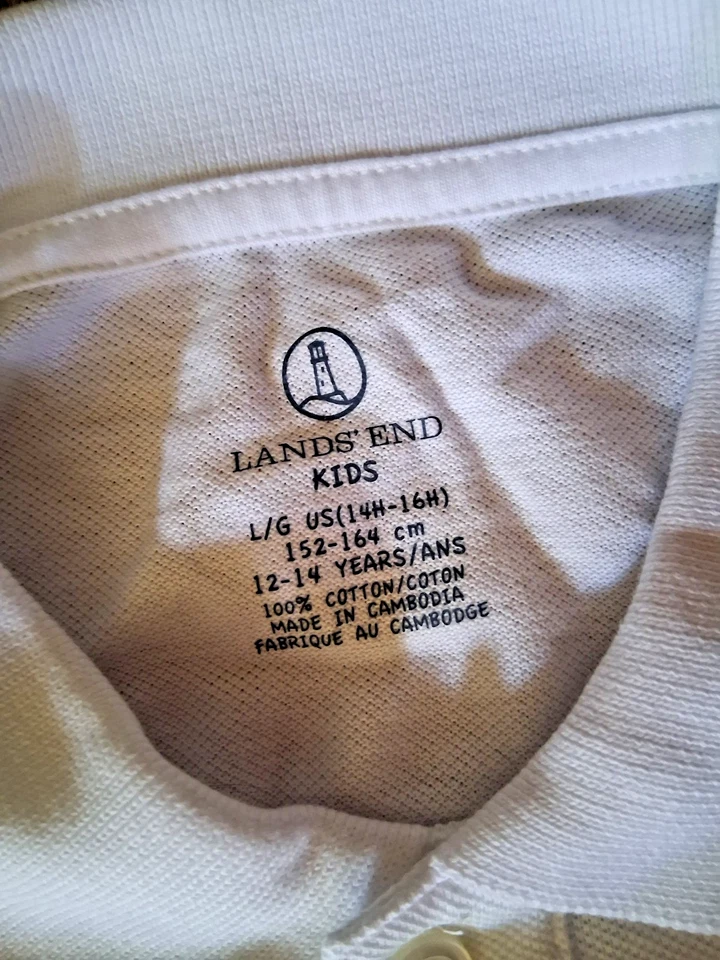 LANDS' END
KIDS
L/G US(14H-16H)
152-164 cm
12-14 YEARS/ANS
100% COTTON/COTON
MADE IN CAMBODIA
FABRIQUE AU CAMBODGE